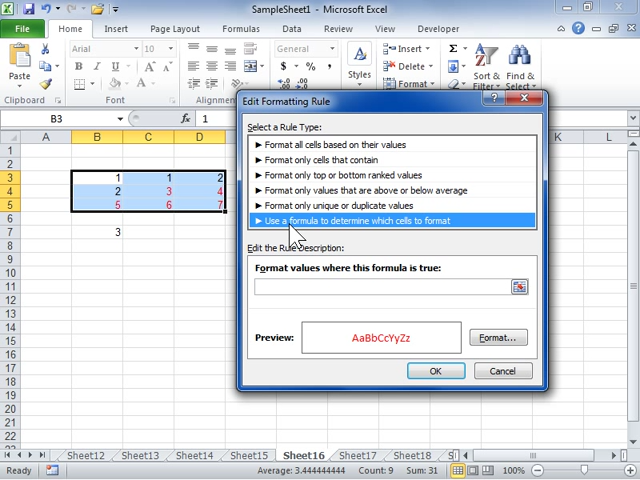 SampleSheet1 - Microsoft Excel
File Home Insert Page Layout Formulas Data Review View Developer
Paste
Arial 10
B I U
General
$ % ,
Styles
Insert
Delete
Format
Sort & Filter
Find & Select
Clipboard Font Alignment
B3 fx 1
A B C D K L
1
2
3 1 1 2
4 2 3 4
5 5 6 7
6
7 3
8
9
10
11
12
13
14
15
16
17
18
19
20
21
22
Edit Formatting Rule
Select a Rule Type:
► Format all cells based on their values
► Format only cells that contain
► Format only top or bottom ranked values
► Format only values that are above or below average
► Format only unique or duplicate values
► Use a formula to determine which cells to format
Edit the Rule Description:
Format values where this formula is true:
Preview: AaBbCcYyZz Format...
OK Cancel
Sheet12 Sheet13 Sheet14 Sheet15 Sheet16 Sheet17 Sheet18
Ready Average: 3.444444444 Count: 9 Sum: 31 100%